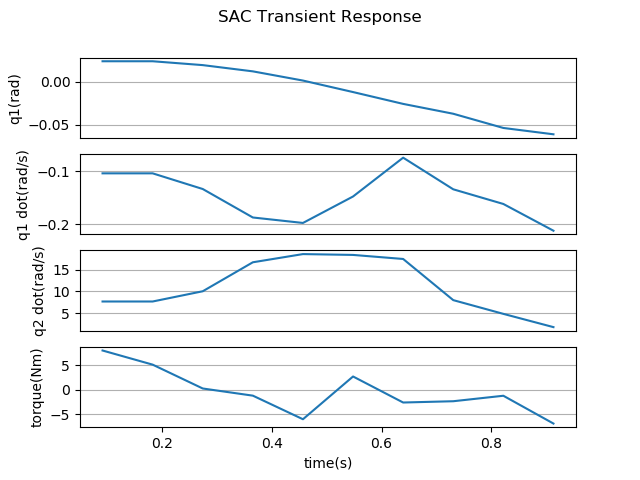 SAC Transient Response
q1(rad)
0.00
−0.05
q1 dot(rad/s)
−0.1
−0.2
q2 dot(rad/s)
15
10
5
torque(Nm)
5
0
−5
0.2 0.4 0.6 0.8
time(s)